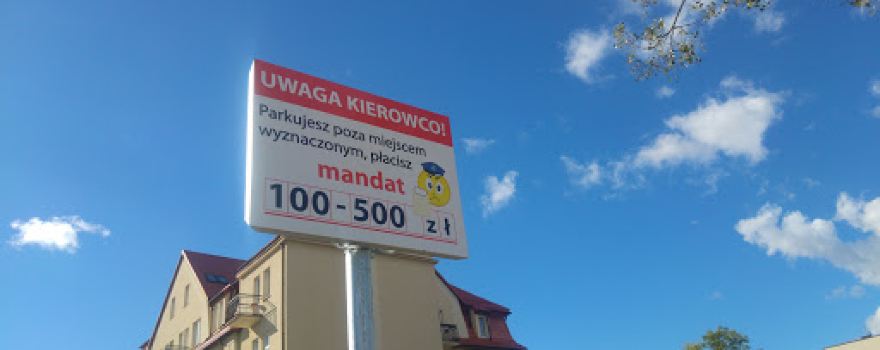 UWAGA KIEROWCO!
Parkujesz poza miejscem
wyznaczonym, płacisz
mandat
100-500 zł